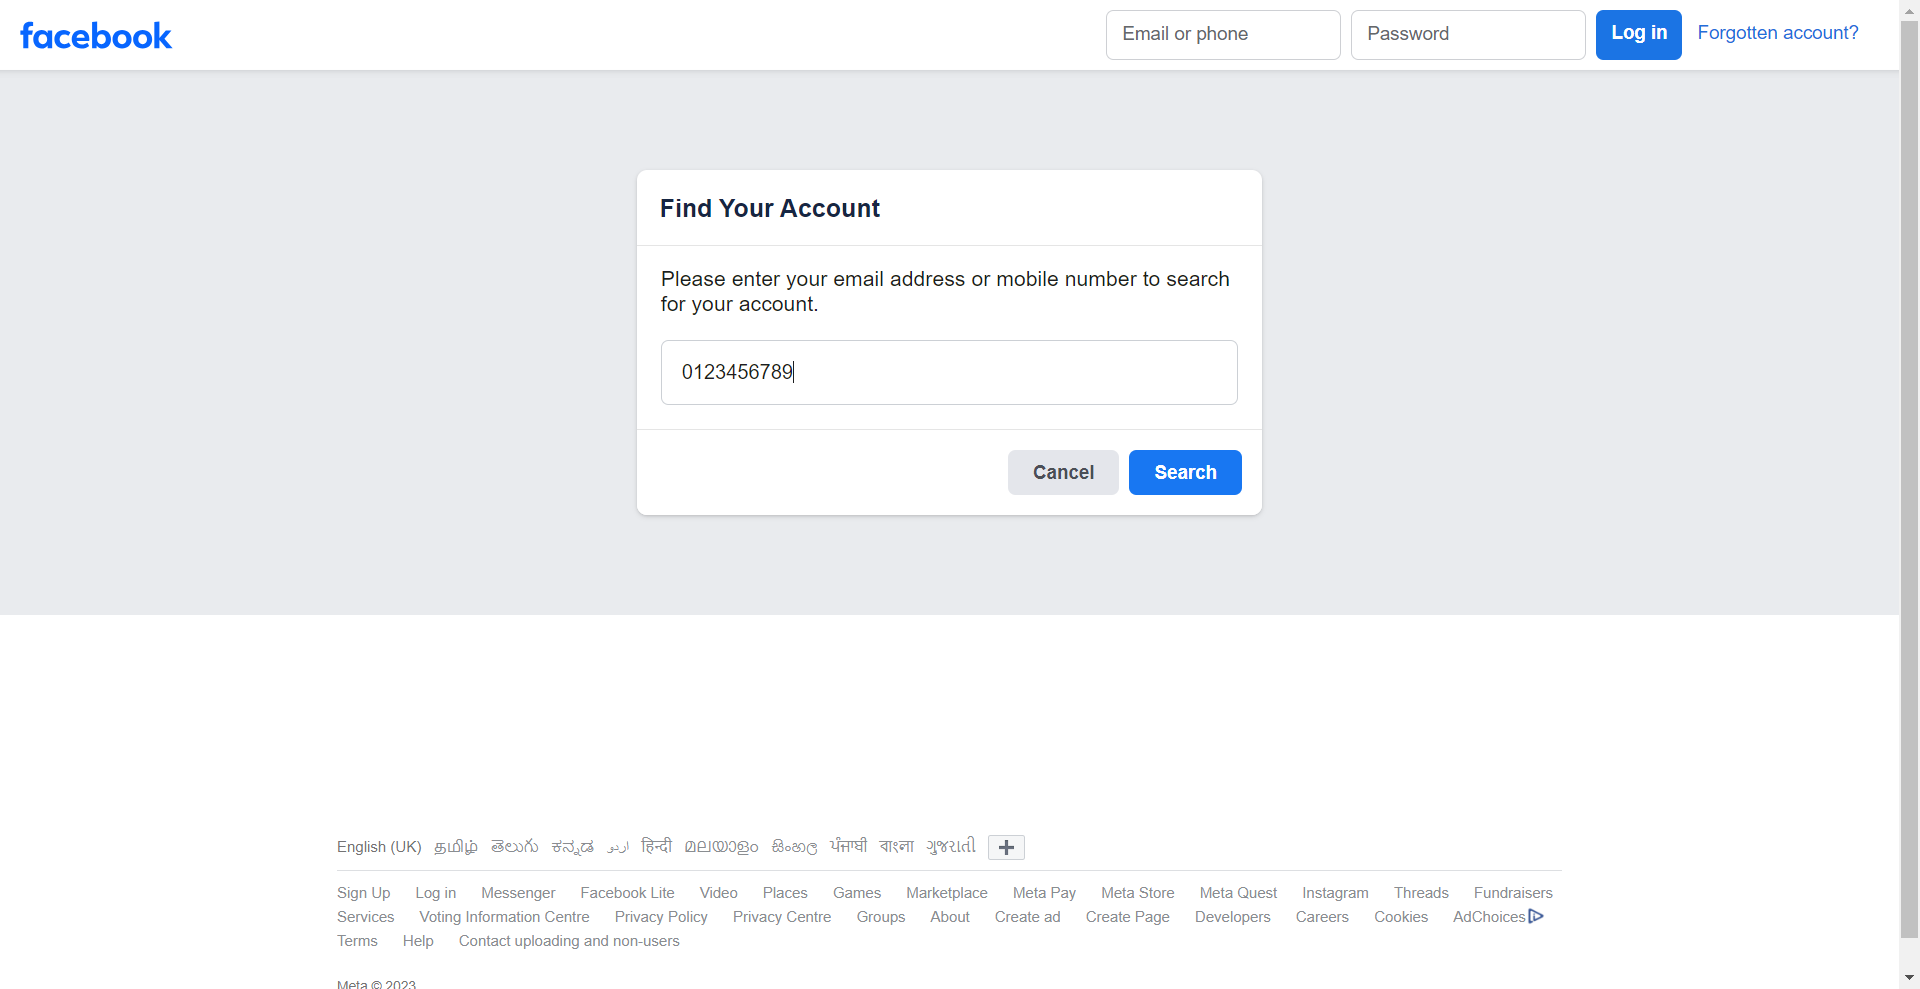 facebook
Email or phone
Password
Log in
Forgotten account?
Find Your Account
Please enter your email address or mobile number to search
for your account.
0123456789
Cancel
Search
English (UK) தமிழ் తెలుగు ಕನ್ನಡ اردو हिन्दी മലയാളം සිංහල ਪੰਜਾਬੀ বাংলা ગુજરાતી
Sign Up Log in Messenger Facebook Lite Video Places Games Marketplace Meta Pay Meta Store Meta Quest Instagram Threads Fundraisers
Services Voting Information Centre Privacy Policy Privacy Centre Groups About Create ad Create Page Developers Careers Cookies AdChoices
Terms Help Contact uploading and non-users
Meta © 2023